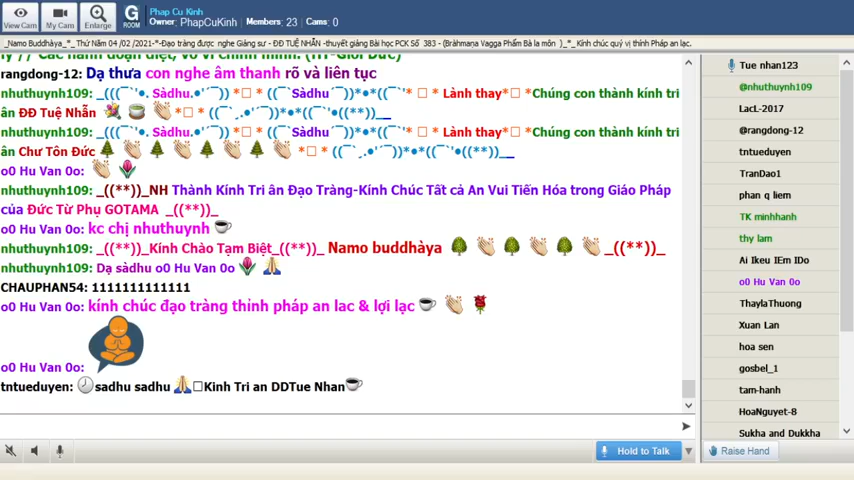 Phap Cu Kinh
Owner: PhapCuKinh Members: 23 Cams: 0
View Cam
My Cam
Enlarge
G
ROOM
_Namo Buddhàya_*_ Thứ Năm 04 /02 /2021-*-Đạo tràng được nghe Giảng sư - ĐĐ TUỆ NHẪN -thuyết giảng Bài học PCK Số 383 - (Bràhmaṇa Vagga Phẩm Bà la môn )_*_Kính chúc quý vị thính Pháp an lạc.
rangdong-12: Dạ thưa con nghe âm thanh rõ và liên tục
nhuthuynh109: _(((¯`'•.Sàdhu.•'´¯)) * * ((¯`Sàdhu´¯))*•*((¯`'• * * Lành thay* *Chúng con thành kính tri
ân ĐĐ Tuệ Nhẫn * * ((¯`´.•'´¯)*•*((¯`'•((**))__
nhuthuynh109: _(((¯`'•.Sàdhu.•'´¯)) * * ((¯`Sàdhu´¯))*•*((¯`'• * * Lành thay* *Chúng con thành kính tri
ân Chư Tôn Đức * * ((¯`´.•'´¯)*•*((¯`'•((**))__
o0 Hu Van 0o:
nhuthuynh109: _((**))_NH Thành Kính Tri ân Đạo Tràng-Kính Chúc Tất cả An Vui Tiến Hóa trong Giáo Pháp
của Đức Từ Phụ GOTAMA _((**))_
o0 Hu Van 0o: kc chị nhuthuynh
nhuthuynh109: _((**))_Kính Chào Tạm Biệt_((**))_ Namo buddhàya _((**))_
nhuthuynh109: Dạ sàdhu o0 Hu Van 0o
CHAUPHAN54: 1111111111111
o0 Hu Van 0o: kính chúc đạo tràng thinh pháp an lac & lợi lạc
o0 Hu Van 0o:
tntueduyen: sadhu sadhu Kinh Tri an DDTue Nhan
Hold to Talk
Raise Hand
Tue nhan123
@nhuthuynh109
LacL-2017
@rangdong-12
tntueduyen
TranDao1
phan q liem
TK minhhanh
thy lam
Ai Ikeu IEm IDo
o0 Hu Van 0o
ThaylaThuong
Xuan Lan
hoa sen
gosbel_1
tam-hanh
HoaNguyet-8
Sukha and Dukkha